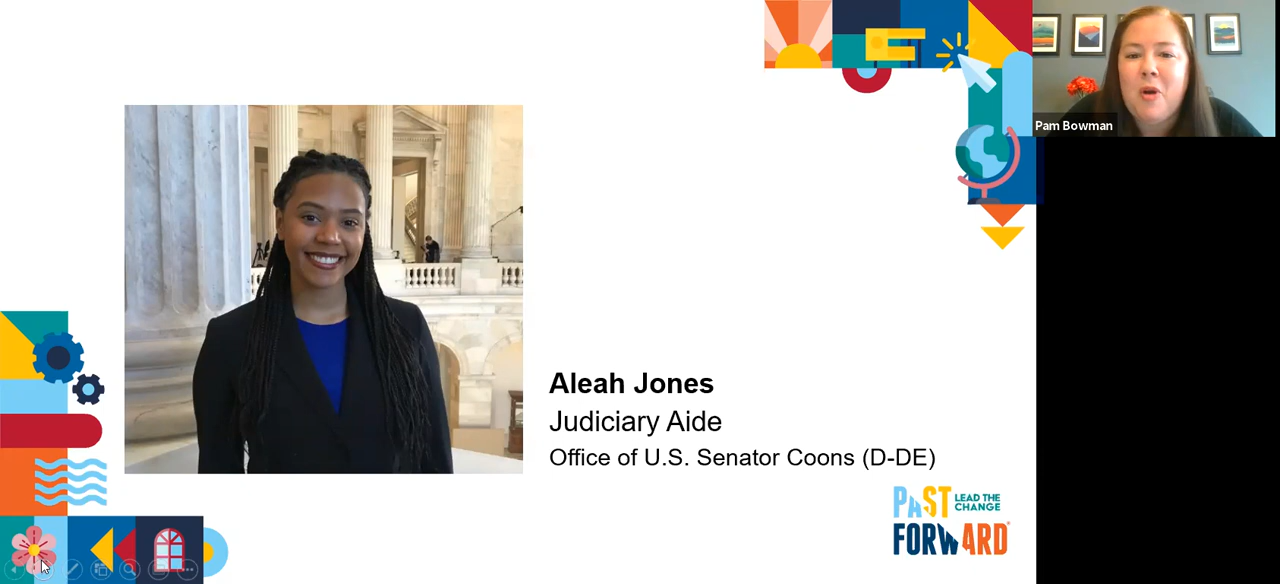 Pam Bowman
Aleah Jones
Judiciary Aide
Office of U.S. Senator Coons (D-DE)
PAST LEAD THE
CHANGE
FORWARD